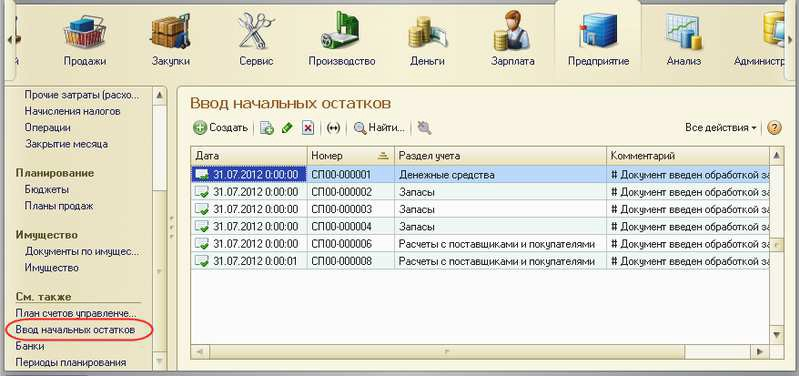 й Продажи Закупки Сервис Производство Деньги Зарплата Предприятие Анализ Администр
Прочие затраты (расхо...
Начисления налогов
Операции
Закрытие месяца
Планирование
Бюджеты
Планы продаж
Имущество
Документы по имущес...
Имущество
См. также
План счетов управленче...
Ввод начальных остатков
Банки
Периоды планирования
Ввод начальных остатков
Создать Найти... Все действия
Дата Номер Раздел учета Комментарий
31.07.2012 0:00:00 СП00-000001 Денежные средства # Документ введен обработкой за
31.07.2012 0:00:00 СП00-000002 Запасы # Документ введен обработкой за
31.07.2012 0:00:00 СП00-000003 Запасы # Документ введен обработкой за
31.07.2012 0:00:00 СП00-000004 Запасы # Документ введен обработкой за
31.07.2012 0:00:00 СП00-000006 Расчеты с поставщиками и покупателями # Документ введен обработкой за
31.07.2012 0:00:01 СП00-000008 Расчеты с поставщиками и покупателями # Документ введен обработкой за